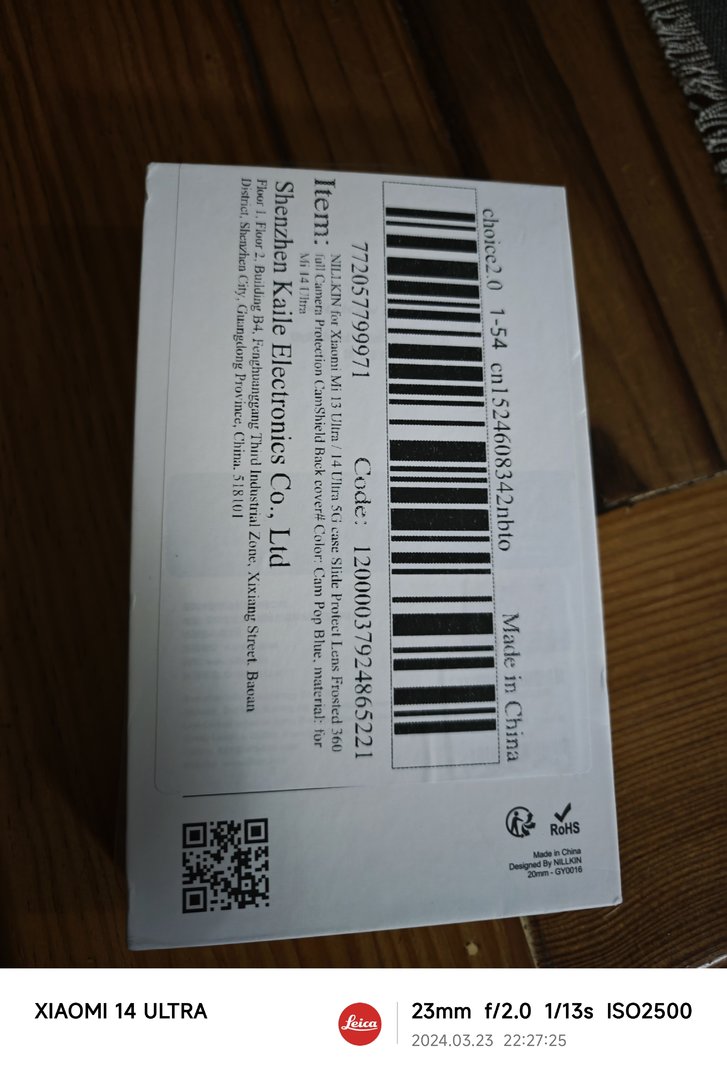 choice2.0 1-54 cn1524608342nbto Made in China
772057799971 Code: 12000037924865221
Item: NILLKIN for Xiaomi Mi 13 Ultra / 14 Ultra 5G case Slide Protect Lens Frosted 360
full Camera Protection CamShield Back cover# Color: Cam Pop Blue, material: for
Mi 14 Ultra
Shenzhen Kaile Electronics Co., Ltd
Floor 1, Floor 2, Building B4, Fenghuanggang Third Industrial Zone, Xixiang Street. Baoan
District, Shenzhen City, Guangdong Province, China. 518101
RoHS
Made in China
Designed By NILLKIN
20mm - GY0016
XIAOMI 14 ULTRA
Leica
23mm f/2.0 1/13s ISO2500
2024.03.23 22:27:25